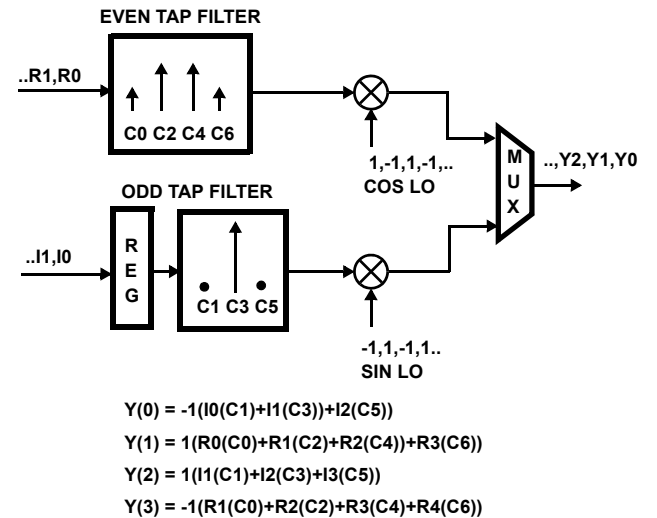 EVEN TAP FILTER
..R1,R0
C0 C2 C4 C6
1,-1,1,-1,..
COS LO
MUX
..,Y2,Y1,Y0
ODD TAP FILTER
..I1,I0
REG
C1 C3 C5
-1,1,-1,1..
SIN LO
Y(0) = -1(I0(C1)+I1(C3))+I2(C5))
Y(1) = 1(R0(C0)+R1(C2)+R2(C4))+R3(C6))
Y(2) = 1(I1(C1)+I2(C3)+I3(C5))
Y(3) = -1(R1(C0)+R2(C2)+R3(C4)+R4(C6))